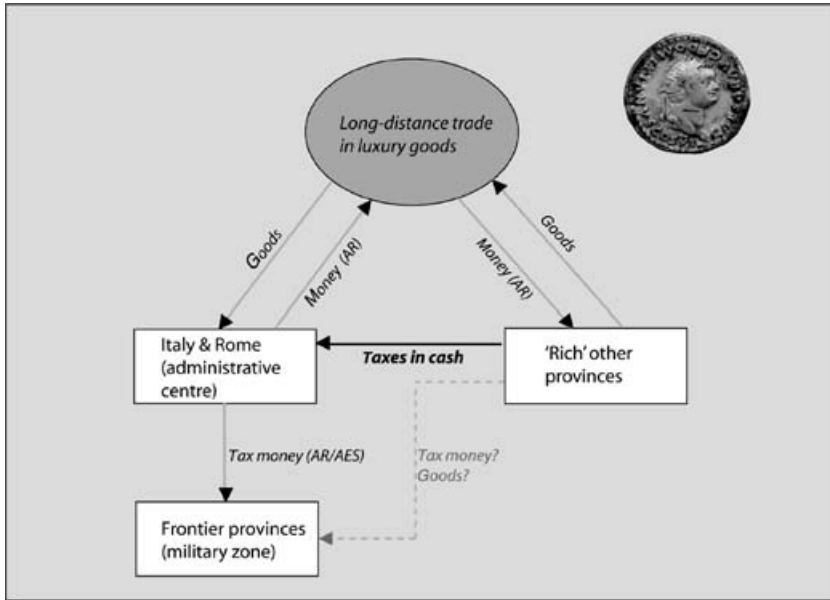 Long-distance trade
in luxury goods
Goods
Money (AR)
Money (AR)
Goods
Italy & Rome
(administrative
centre)
Taxes in cash
'Rich' other
provinces
Tax money (AR/AES)
Tax money?
Goods?
Frontier provinces
(military zone)